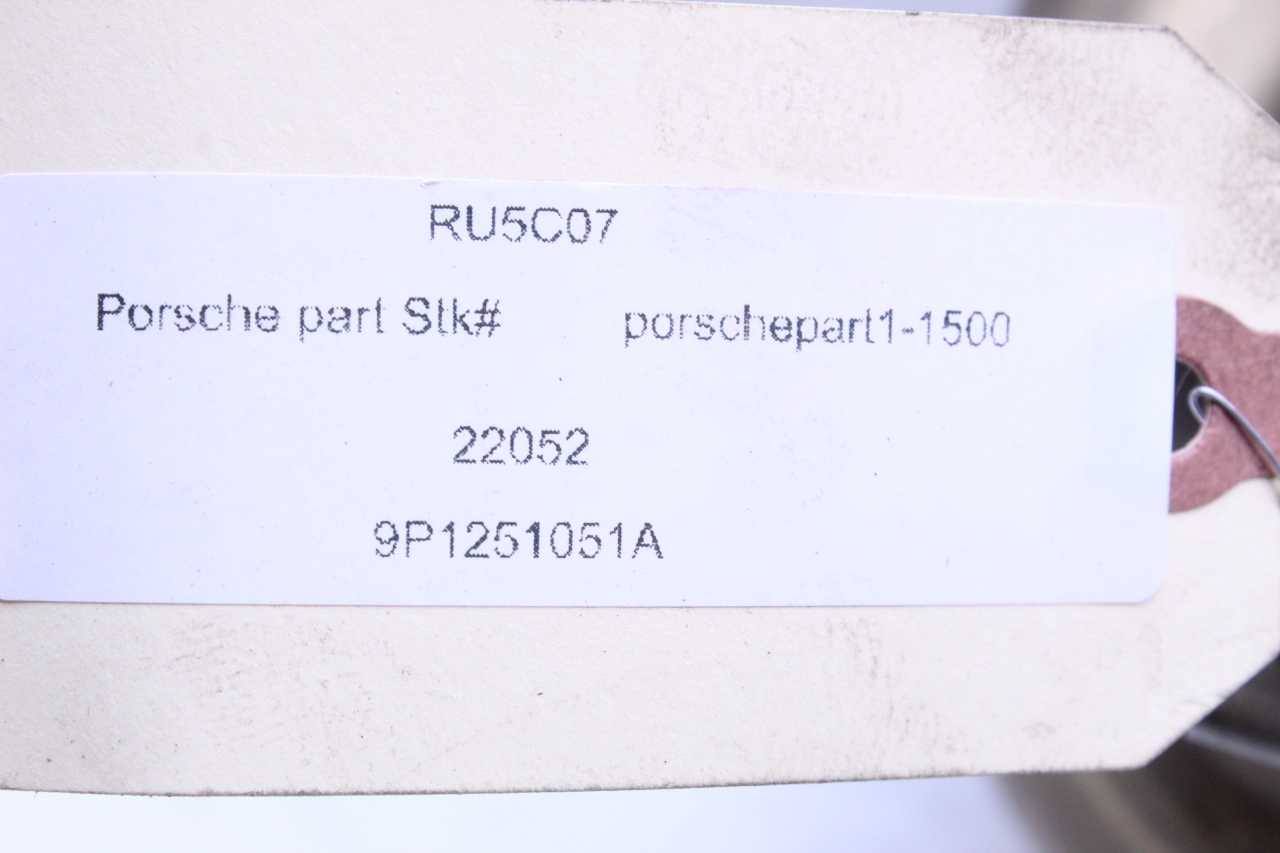 RU5C07
Porsche part Stk# porschepart1-1500
22052
9P1251051A